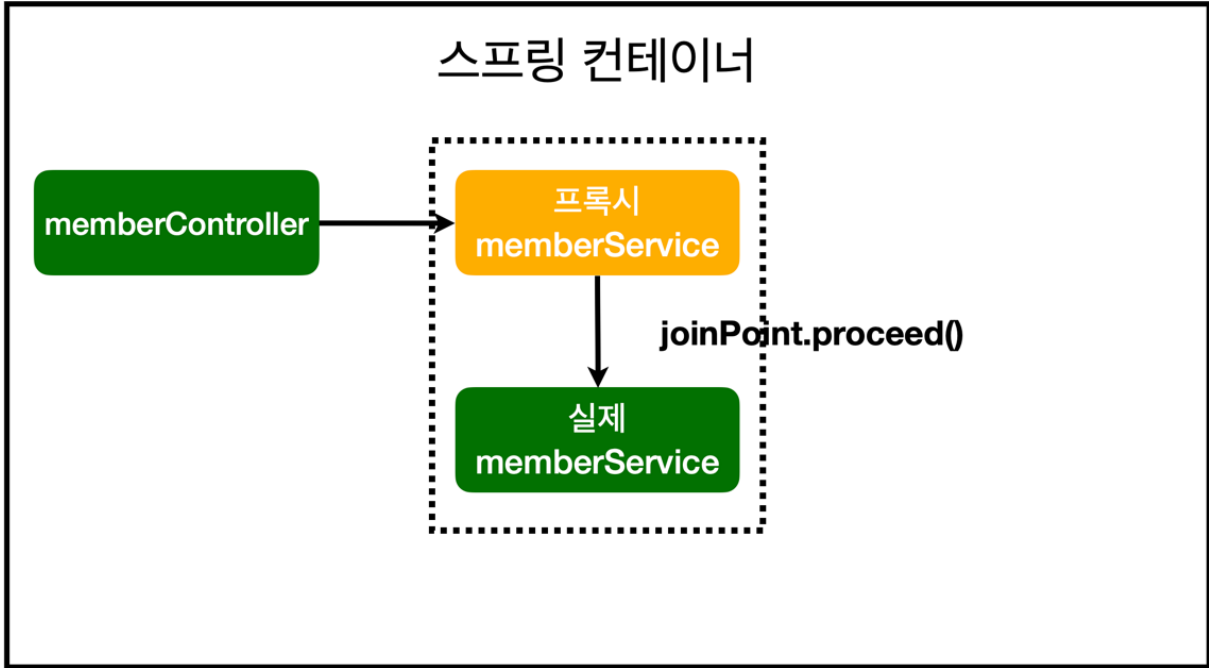 스프링 컨테이너
memberController
프록시
memberService
joinPoint.proceed()
실제
memberService